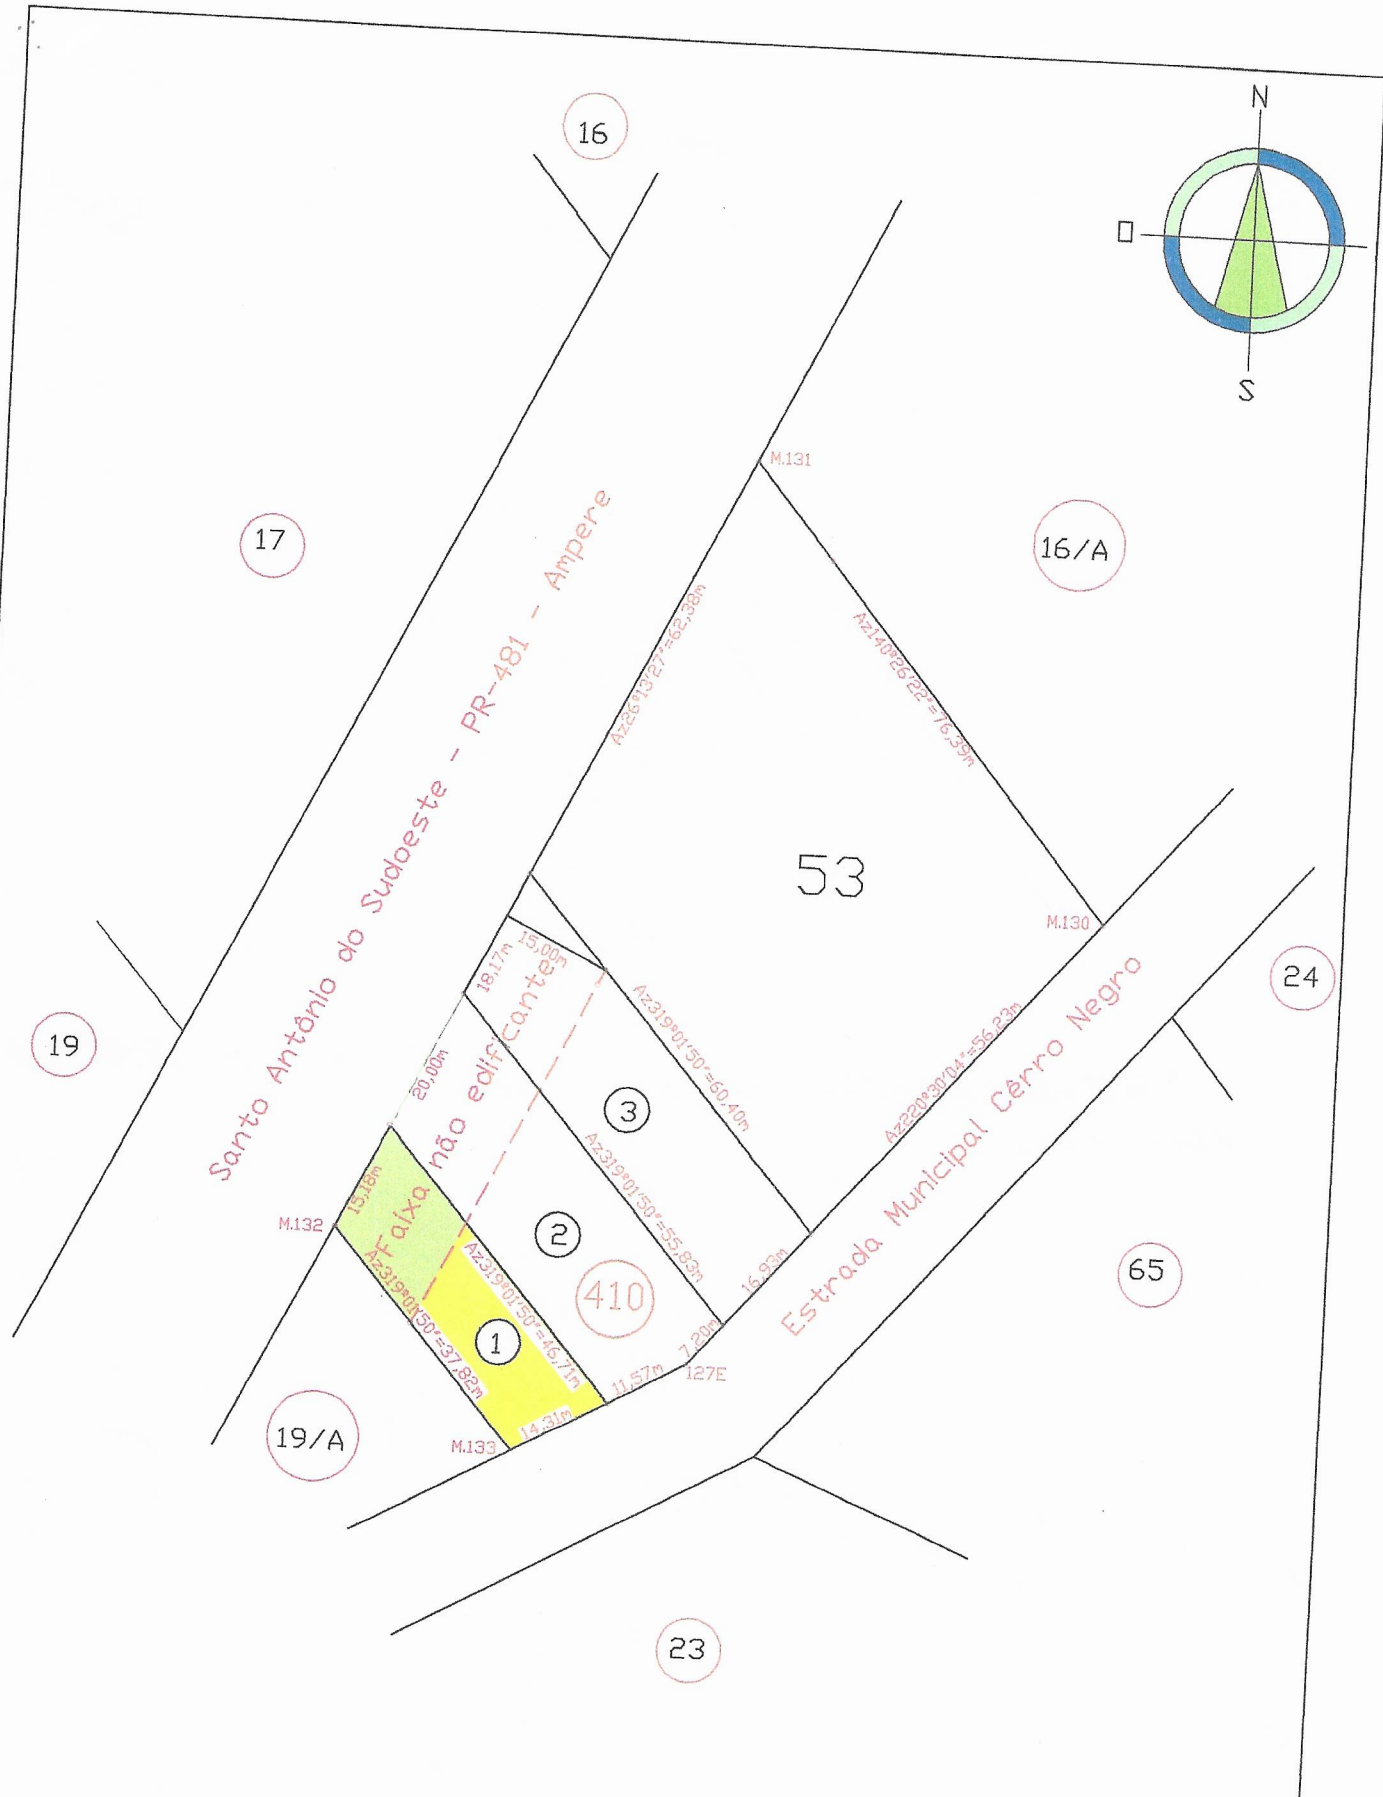 N
16
O
S
M.131
17
16/A
Santo Antônio do Sudoeste - PR-481 - Ampere
Az26°13'27"=62,38m
Az140°26'22"=76,39m
53
M.130
24
15,00m
18,17m
Az319°01'50"=60,40m
19
20,00m
Faixa não edificante
Az220°30'04"=56,23m
Estrada Municipal Cêrro Negro
3
Az319°01'50"=55,83m
15,18m
M.132
2
Az319°01'50"=37,82m
Az319°01'50"=46,71m
410
16,93m
65
1
7,20m
127E
11,57m
14,31m
19/A
M.133
23